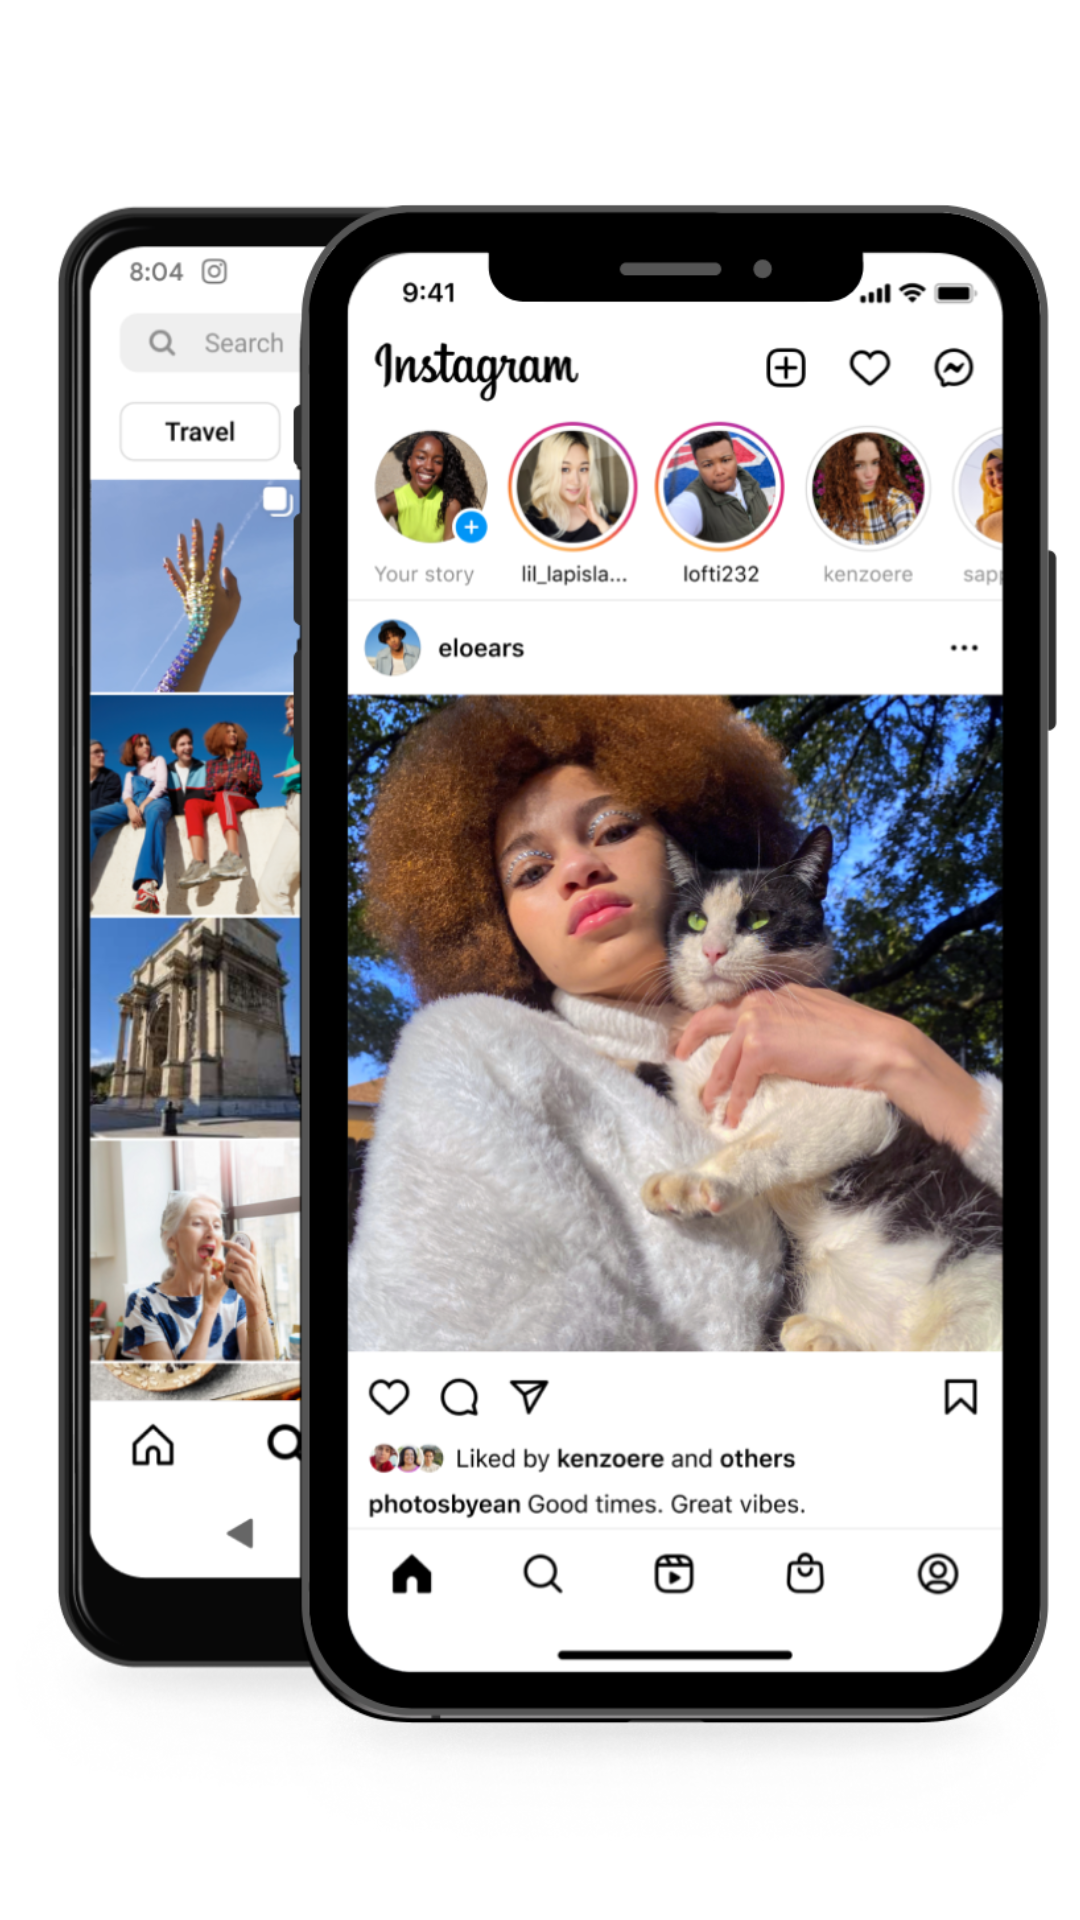 8:04
Search
Travel
9:41
Instagram
Your story
lil_lapisla...
lofti232
kenzoere
sapp
eloears
Liked by kenzoere and others
photosbyean Good times. Great vibes.